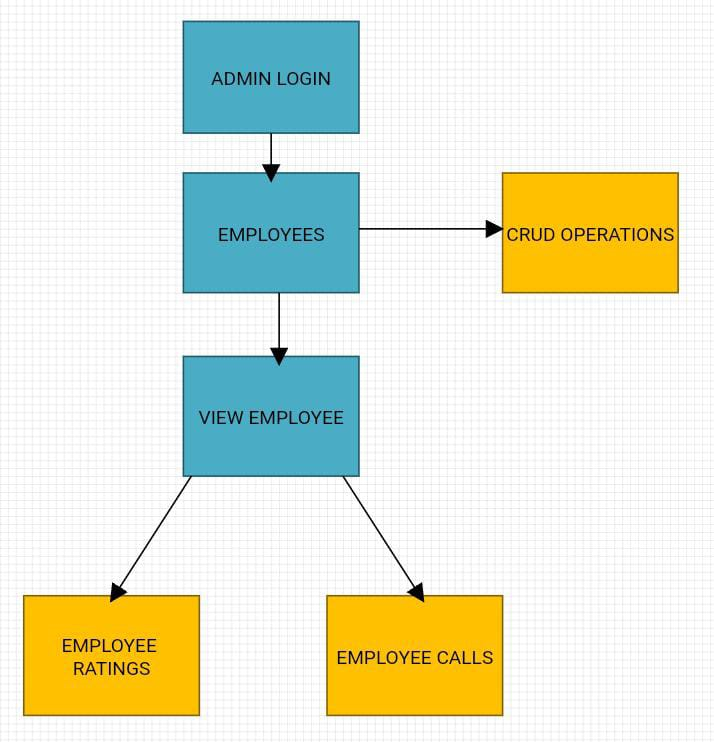 ADMIN LOGIN
EMPLOYEES
CRUD OPERATIONS
VIEW EMPLOYEE
EMPLOYEE
RATINGS
EMPLOYEE CALLS